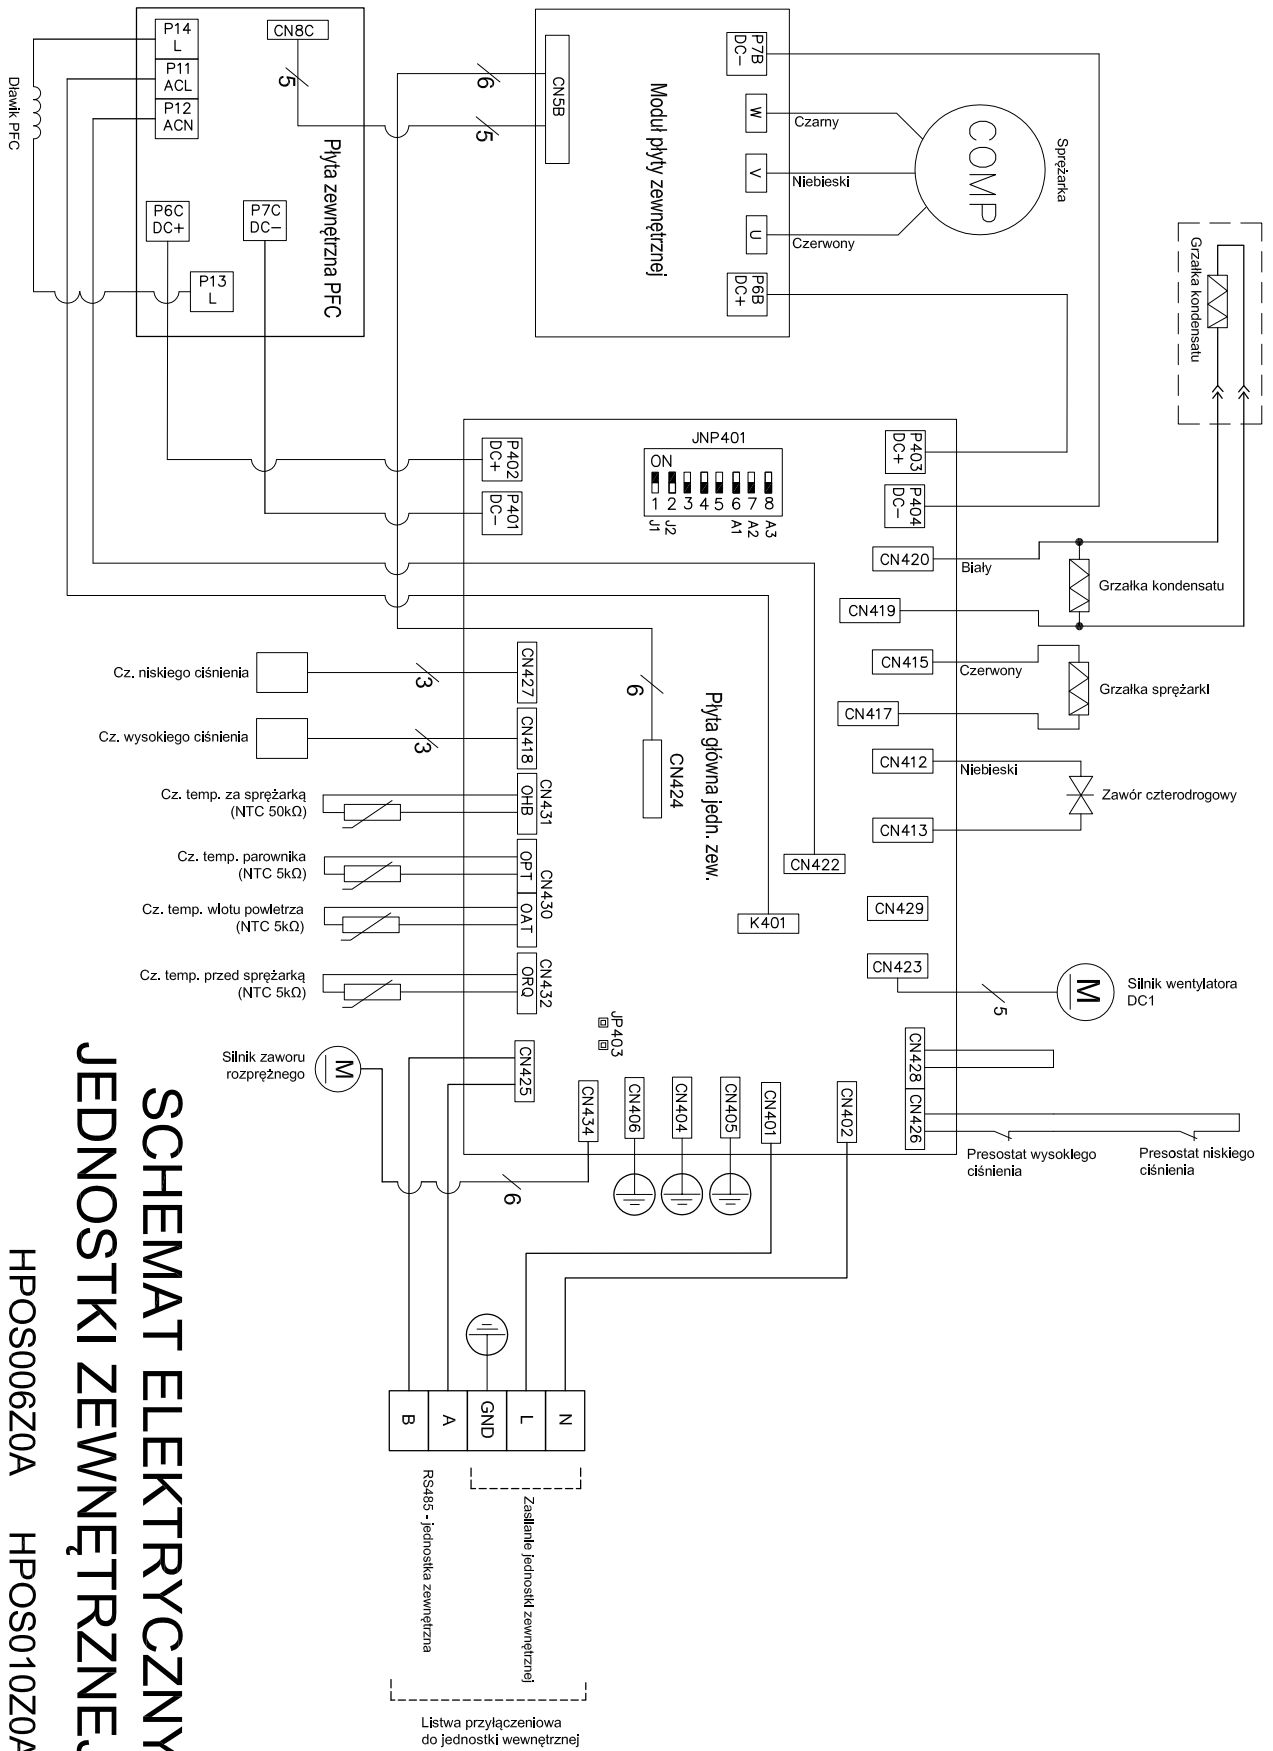 P14
L
P11
ACL
P12
ACN
CN8C
5
Dławik PFC
P6C
DC+
P7C
DC-
P13
L
Płyta zewnętrzna PFC
6
5
CN5B
Moduł płyty zewnętrznej
P7B
DC-
W
V
U
P6B
DC+
Czarny
Niebieski
Czerwony
COMP
Sprężarka
Grzałka kondensatu
P402
DC+
P401
DC-
JNP401
ON
1 2 3 4 5 6 7 8
J1 J2 A1 A2 A3
P403
DC+
P404
DC-
CN420
Biały
Grzałka kondensatu
CN419
CN415
Czerwony
Grzałka sprężarki
CN417
CN412
Niebieski
Zawór czterodrogowy
CN413
CN422
CN429
K401
CN423
5
M
Silnik wentylatora
DC1
Cz. niskiego ciśnienia
3
CN427
Cz. wysokiego ciśnienia
3
CN418
6
CN424
Płyta główna jedn. zew.
Cz. temp. za sprężarką
(NTC 50kΩ)
OHB
CN431
Cz. temp. parownika
(NTC 5kΩ)
OPT
CN430
Cz. temp. wlotu powietrza
(NTC 5kΩ)
OAT
Cz. temp. przed sprężarką
(NTC 5kΩ)
ORQ
CN432
JP403
Silnik zaworu
rozprężnego
M
CN425
CN434
6
CN406
CN404
CN405
CN401
CN402
CN428
CN426
Presostat wysokiego
ciśnienia
Presostat niskiego
ciśnienia
B
A
GND
L
N
RS485 - jednostka zewnętrzna
Zasilanie jednostki zewnętrznej
Listwa przyłączeniowa
do jednostki wewnętrznej
SCHEMAT ELEKTRYCZNY
JEDNOSTKI ZEWNĘTRZNEJ
HPOS006Z0A HPOS010Z0A